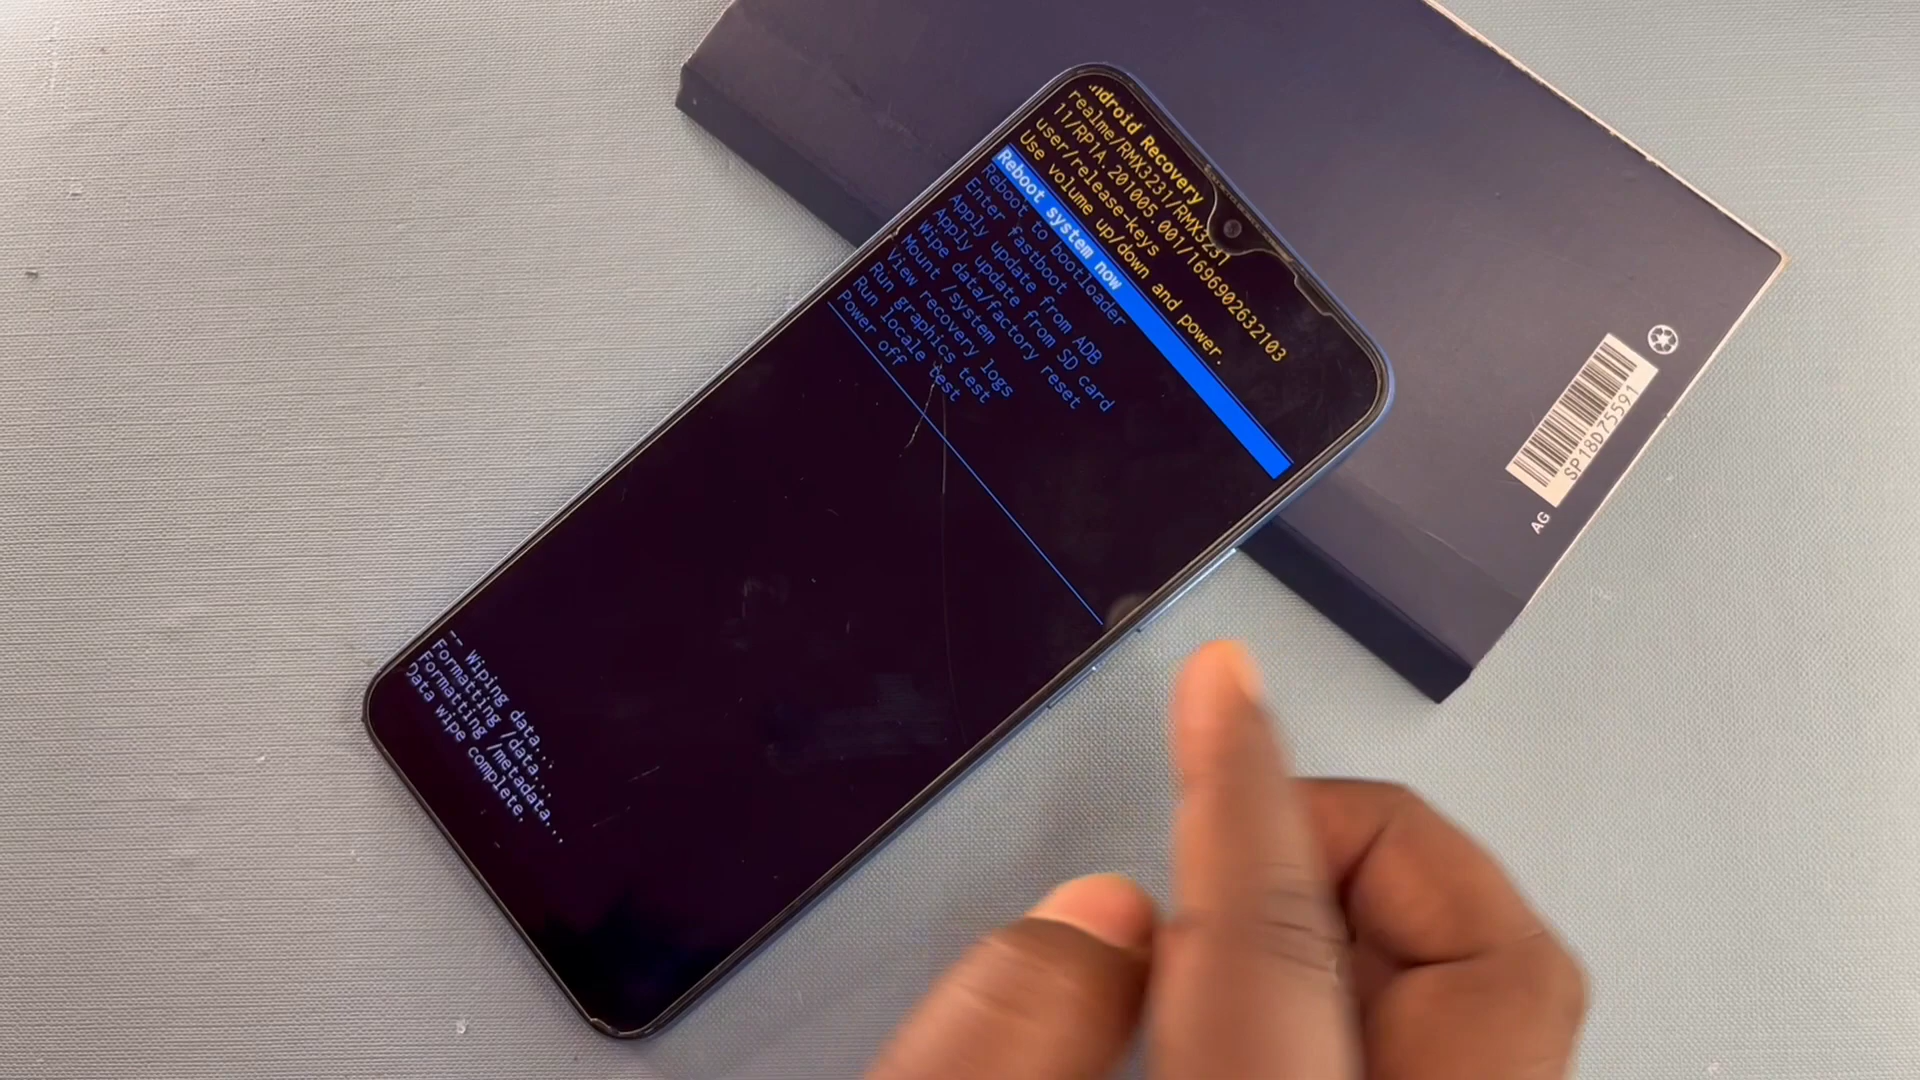 Android Recovery
realme/RMX3231/RMX3231
11/RP1A.201005.001/1696902632103
user/release-keys
Use volume up/down and power.
Reboot system now
Reboot to bootloader
Enter fastboot
Apply update from ADB
Apply update from SD card
Wipe data/factory reset
Mount /system
View recovery logs
Run graphics test
Run locale test
Power off
-- Wiping data...
Formatting /data...
Formatting /metadata...
Data wipe complete.
SP18D75591
AG